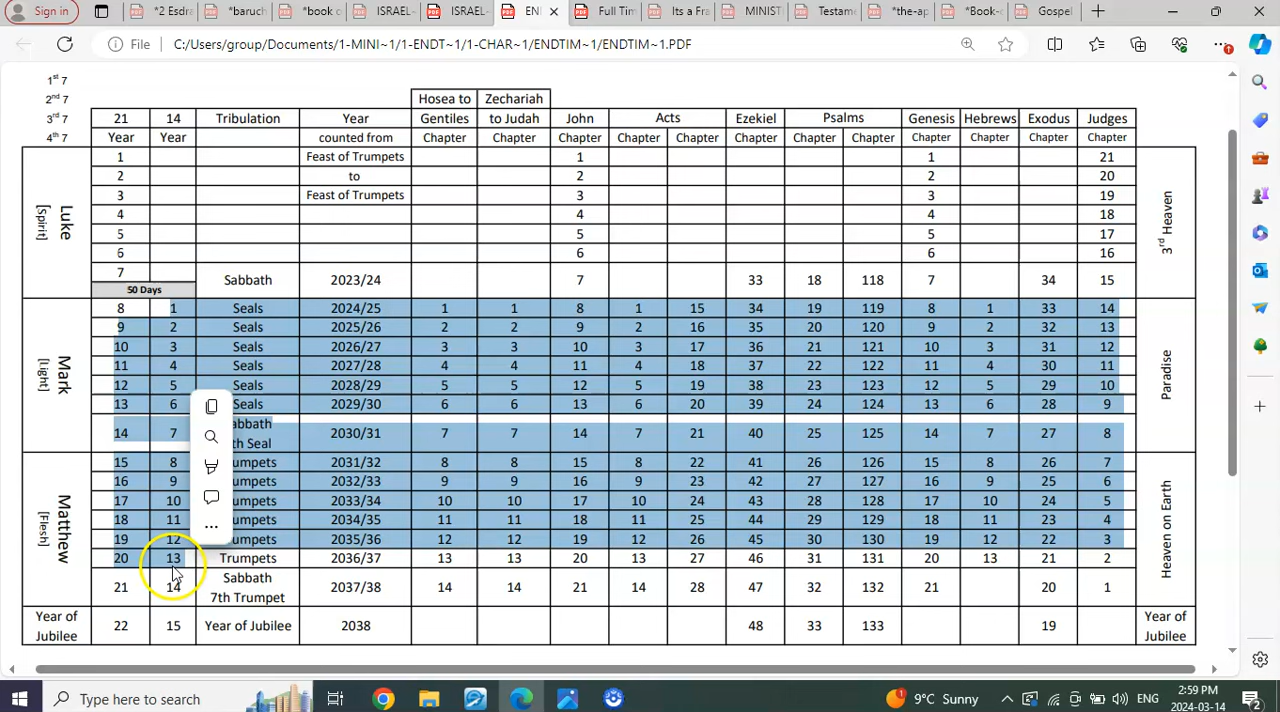 Sign in
*2 Esdra
*baruch
*book c
ISRAEL-
ISRAEL-
ENI
Full Tim
Its a Fra
MINIST
Testame
*the-ap
*Book-c
Gospel
File C:/Users/group/Documents/1-MINI~1/1-ENDT~1/1-CHAR~1/ENDTIM~1/ENDTIM~1.PDF
1st 7
2nd 7 Hosea to Zechariah
3rd 7 21 14 Tribulation Year Gentiles to Judah John Acts Ezekiel Psalms Genesis Hebrews Exodus Judges
4th 7 Year Year counted from Chapter Chapter Chapter Chapter Chapter Chapter Chapter Chapter Chapter Chapter Chapter Chapter
Luke [Spirit]
3rd Heaven
1 Feast of Trumpets 1 1 21
2 to 2 2 20
3 Feast of Trumpets 3 3 19
4 4 4 18
5 5 5 17
6 6 6 16
7 Sabbath 2023/24 7 33 18 118 7 34 15
50 Days
Mark [Light]
Paradise
8 1 Seals 2024/25 1 1 8 1 15 34 19 119 8 1 33 14
9 2 Seals 2025/26 2 2 9 2 16 35 20 120 9 2 32 13
10 3 Seals 2026/27 3 3 10 3 17 36 21 121 10 3 31 12
11 4 Seals 2027/28 4 4 11 4 18 37 22 122 11 4 30 11
12 5 Seals 2028/29 5 5 12 5 19 38 23 123 12 5 29 10
13 6 Seals 2029/30 6 6 13 6 20 39 24 124 13 6 28 9
14 7 abbath 2030/31 7 7 14 7 21 40 25 125 14 7 27 8
th Seal
Matthew [Flesh]
Heaven on Earth
15 8 rumpets 2031/32 8 8 15 8 22 41 26 126 15 8 26 7
16 9 rumpets 2032/33 9 9 16 9 23 42 27 127 16 9 25 6
17 10 rumpets 2033/34 10 10 17 10 24 43 28 128 17 10 24 5
18 11 rumpets 2034/35 11 11 18 11 25 44 29 129 18 11 23 4
19 12 rumpets 2035/36 12 12 19 12 26 45 30 130 19 12 22 3
20 13 Trumpets 2036/37 13 13 20 13 27 46 31 131 20 13 21 2
21 14 Sabbath 2037/38 14 14 21 14 28 47 32 132 21 20 1
7th Trumpet
Year of Jubilee 22 15 Year of Jubilee 2038 48 33 133 19 Year of Jubilee
Type here to search
1
9°C Sunny
ENG
2:59 PM
2024-03-14
2